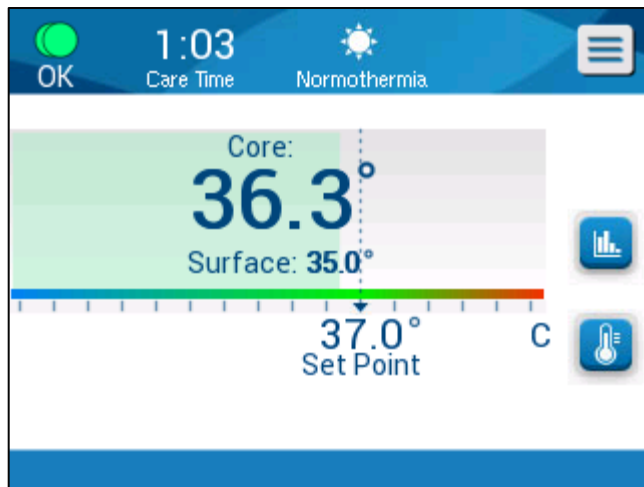 1:03
OK
Care Time
Normothermia
Core:
36.3°
Surface: 35.0°
37.0°
C
Set Point